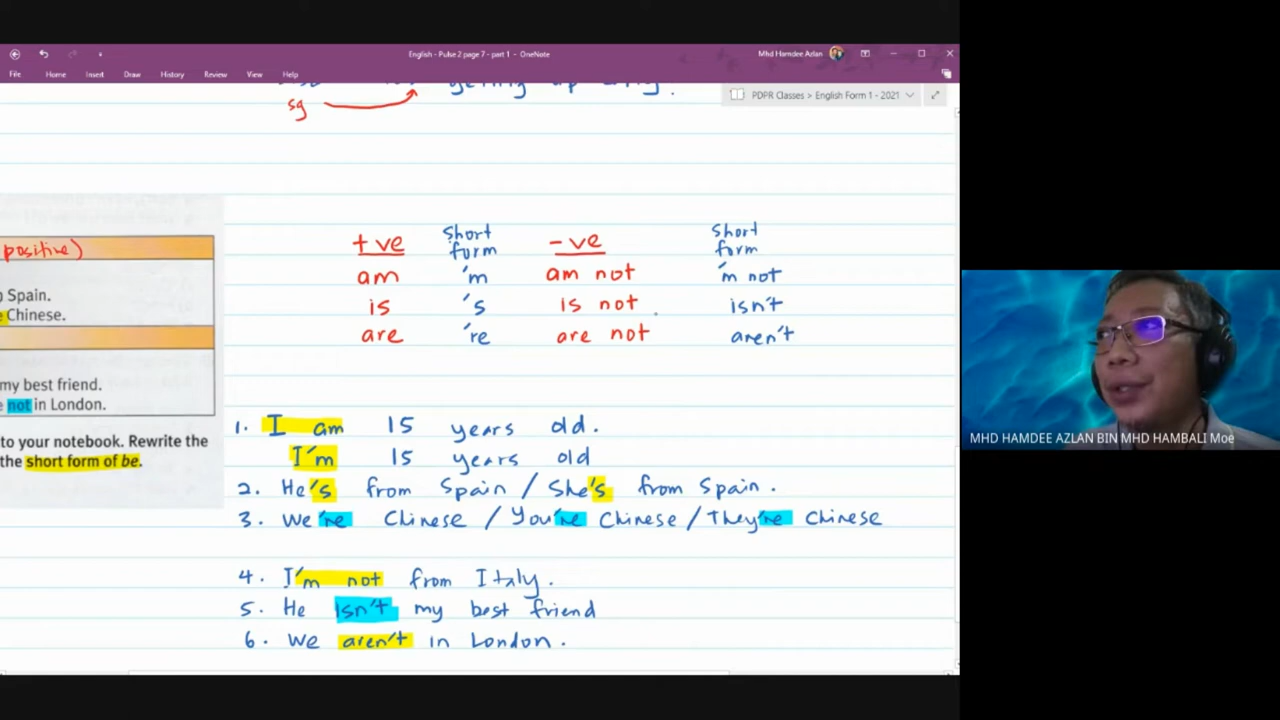 English - Pulse 2 page 7 - part 1 - OneNote
Mhd Hamdee Azlan
File Home Insert Draw History Review View Help
getting up early.
PDPR Classes > English Form 1 - 2021
sg
+ve short form -ve short form
am 'm am not 'm not
is 's is not isn't
are 're are not aren't
positive)
Spain.
Chinese.
my best friend.
not in London.
to your notebook. Rewrite the
the short form of be.
1. I am 15 years old.
I'm 15 years old
2. He's from Spain / She's from Spain.
3. We're Chinese / You're Chinese / They're Chinese
4. I'm not from Italy.
5. He isn't my best friend
6. We aren't in London.
MHD HAMDEE AZLAN BIN MHD HAMBALI Moe